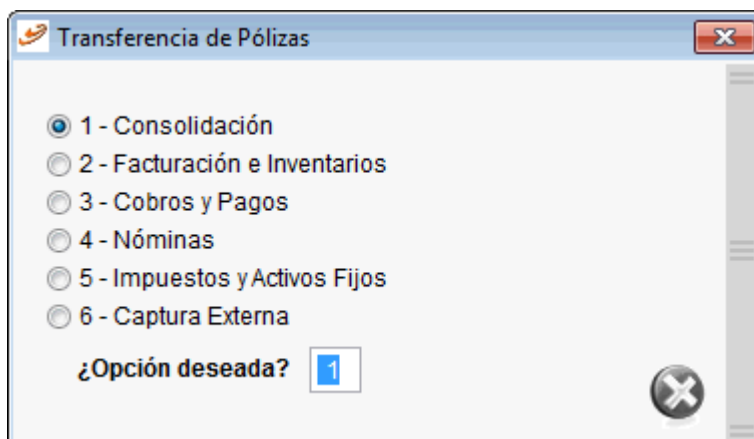 Transferencia de Pólizas
1 - Consolidación
2 - Facturación e Inventarios
3 - Cobros y Pagos
4 - Nóminas
5 - Impuestos y Activos Fijos
6 - Captura Externa
¿Opción deseada? 1